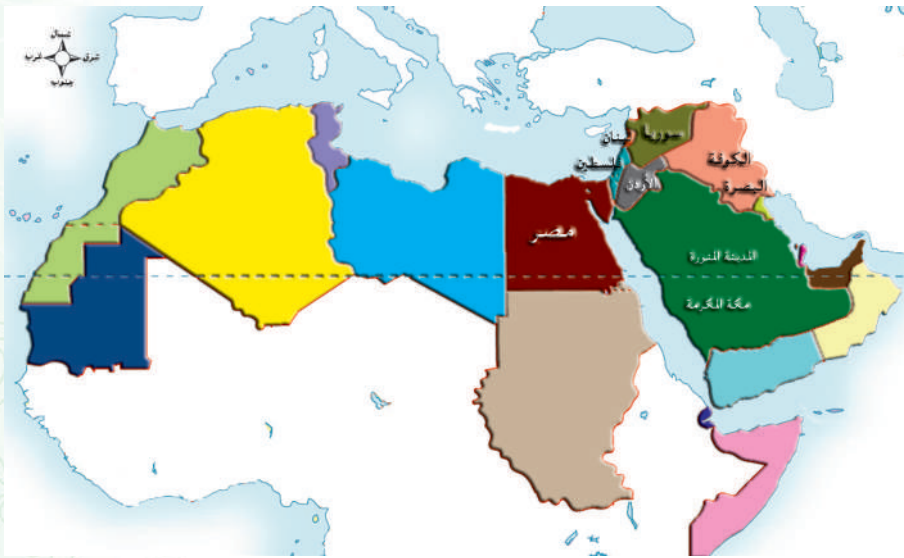 شمال
شرق
غرب
جنوب
سوريا
لبنان
فلسطين
الأردن
الكوفة
البصرة
مصر
المدينة المنورة
مكة المكرمة